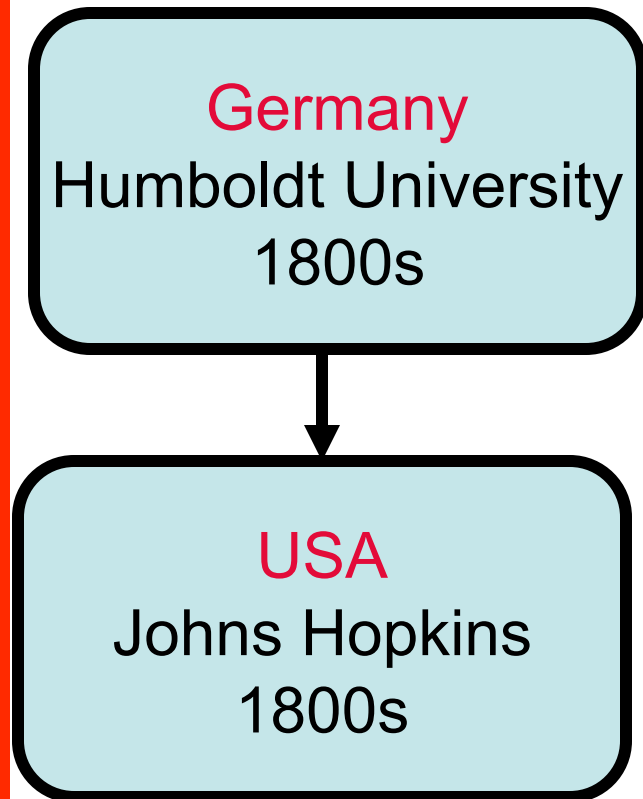 Germany
Humboldt University
1800s
USA
Johns Hopkins
1800s